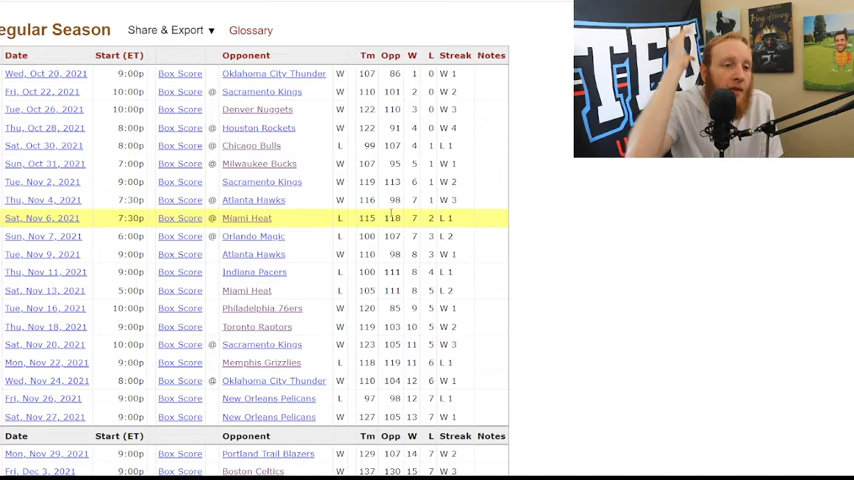 egular Season Share & Export ▼ Glossary
Date Start (ET) Opponent Tm Opp W L Streak Notes
Wed, Oct 20, 2021 9:00p Box Score Oklahoma City Thunder W 107 86 1 0 W 1
Fri, Oct 22, 2021 10:00p Box Score @ Sacramento Kings W 110 101 2 0 W 2
Tue, Oct 26, 2021 10:00p Box Score Denver Nuggets W 122 110 3 0 W 3
Thu, Oct 28, 2021 8:00p Box Score @ Houston Rockets W 122 91 4 0 W 4
Sat, Oct 30, 2021 8:00p Box Score @ Chicago Bulls L 99 107 4 1 L 1
Sun, Oct 31, 2021 7:00p Box Score @ Milwaukee Bucks W 107 95 5 1 W 1
Tue, Nov 2, 2021 9:00p Box Score Sacramento Kings W 119 113 6 1 W 2
Thu, Nov 4, 2021 7:30p Box Score @ Atlanta Hawks W 116 98 7 1 W 3
Sat, Nov 6, 2021 7:30p Box Score @ Miami Heat L 115 118 7 2 L 1
Sun, Nov 7, 2021 6:00p Box Score @ Orlando Magic L 100 107 7 3 L 2
Tue, Nov 9, 2021 9:00p Box Score Atlanta Hawks W 110 98 8 3 W 1
Thu, Nov 11, 2021 9:00p Box Score Indiana Pacers L 100 111 8 4 L 1
Sat, Nov 13, 2021 5:00p Box Score Miami Heat L 105 111 8 5 L 2
Tue, Nov 16, 2021 10:00p Box Score Philadelphia 76ers W 120 85 9 5 W 1
Thu, Nov 18, 2021 9:00p Box Score Toronto Raptors W 119 103 10 5 W 2
Sat, Nov 20, 2021 9:00p Box Score @ Sacramento Kings W 123 105 11 5 W 3
Mon, Nov 22, 2021 9:00p Box Score Memphis Grizzlies L 118 119 11 6 L 1
Wed, Nov 24, 2021 8:00p Box Score @ Oklahoma City Thunder W 110 104 12 6 W 1
Fri, Nov 26, 2021 9:00p Box Score New Orleans Pelicans L 97 98 12 7 L 1
Sat, Nov 27, 2021 9:00p Box Score New Orleans Pelicans W 127 105 13 7 W 1
Date Start (ET) Opponent Tm Opp W L Streak Notes
Mon, Nov 29, 2021 9:00p Box Score Portland Trail Blazers W 129 107 14 7 W 2
Fri, Dec 3, 2021 9:00p Box Score Boston Celtics W 137 130 15 7 W 3